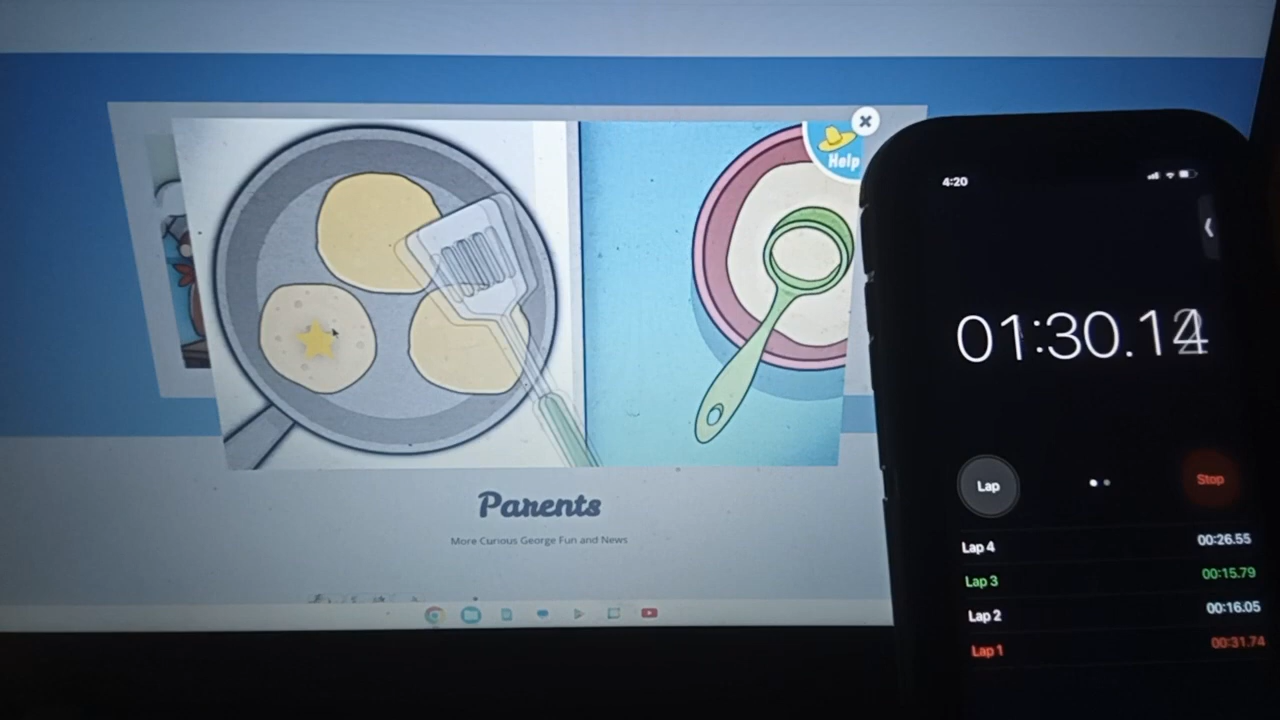 Help
Parents
More Curious George Fun and News
4:20
01:30.14
Lap
Stop
Lap 4 00:26.55
Lap 3 00:15.79
Lap 2 00:16.05
Lap 1 00:31.74